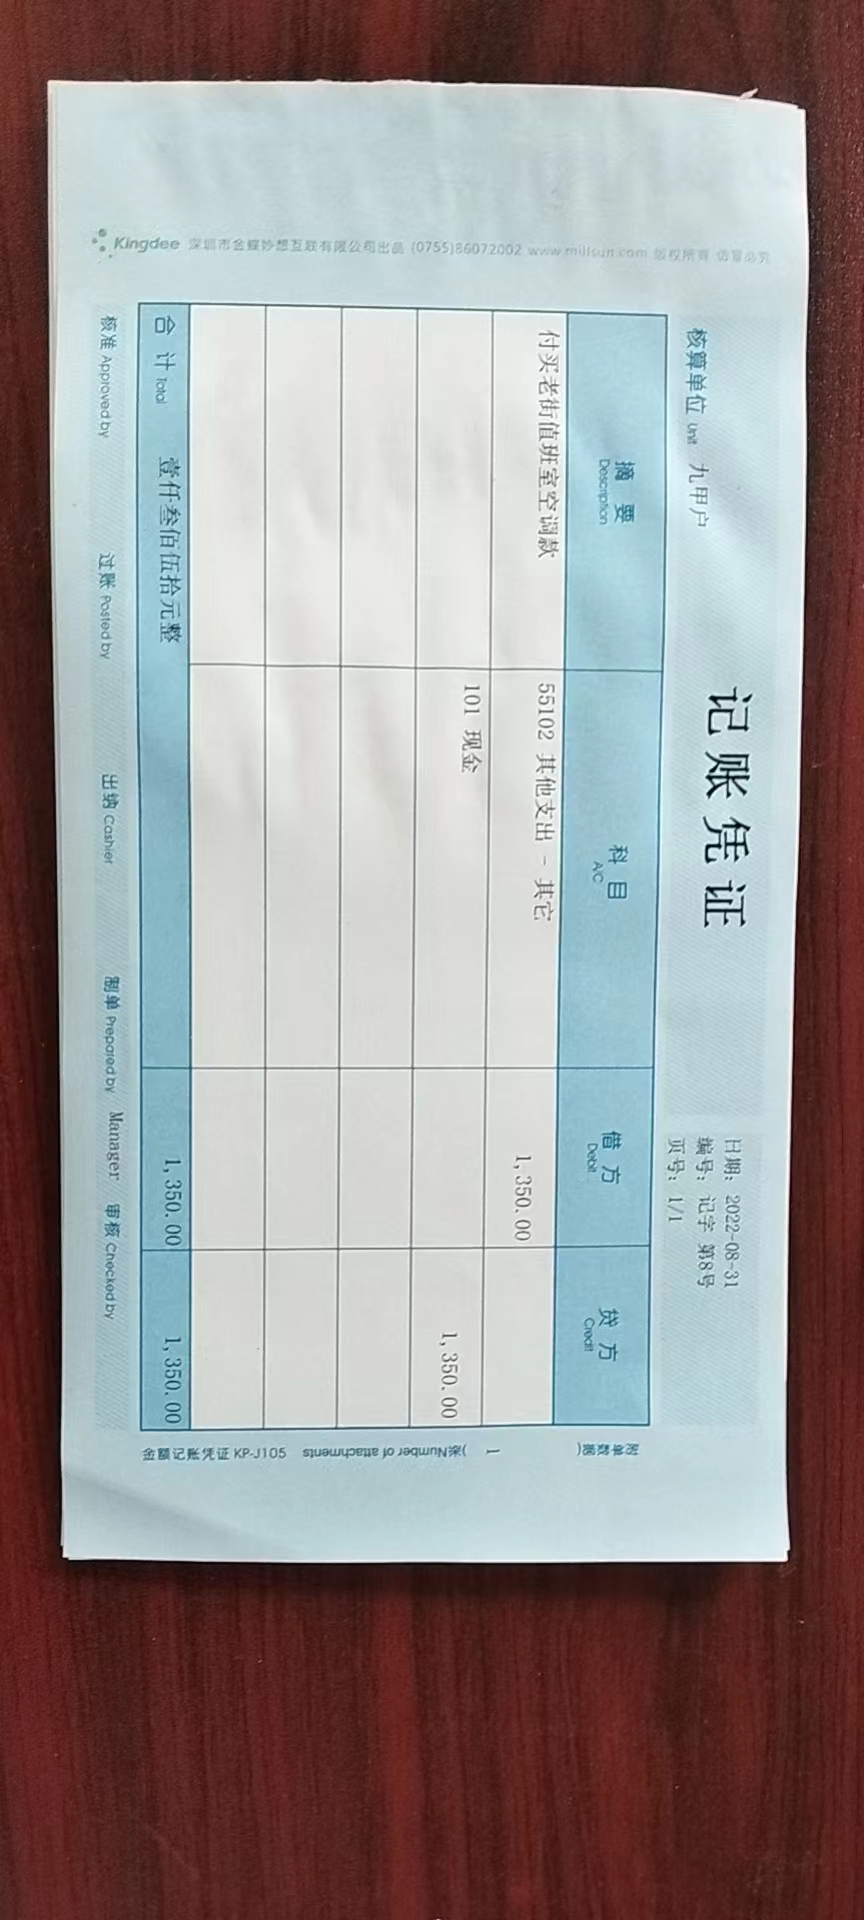 记账凭证
核算单位 Unit 九甲户
日期: 2022-08-31
编号: 记字 第8号
页号: 1/1
摘要 Description 科目 A/C 借方 Debit 贷方 Credit
付买老街值班室空调款 55102 其他支出 - 其它 1,350.00
101 现金 1,350.00
合计 Total 壹仟叁佰伍拾元整 1,350.00 1,350.00
核准 Approved by 过账 Posted by 出纳 Cashier 制单 Prepared by Manager 审核 Checked by
附单数据( 1 )张Number of attachments
金额记账凭证 KP-J105
Kingdee 深圳市金蝶妙想互联有限公司出品 (0755)86072002 www.millsun.com 版权所有 仿冒必究